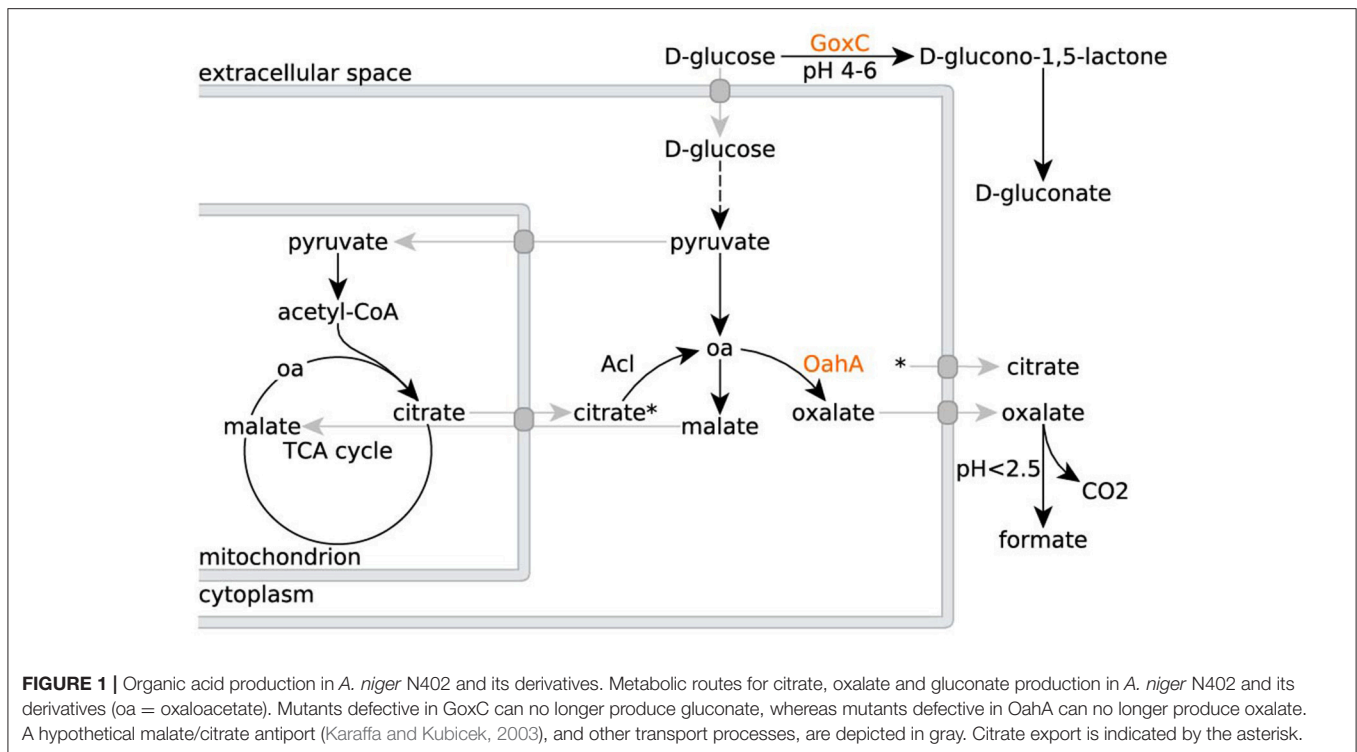 D-glucose
GoxC
pH 4-6
D-glucono-1,5-lactone
extracellular space
D-glucose
D-gluconate
pyruvate
pyruvate
acetyl-CoA
oa
Acl
oa
OahA
*
citrate
malate
citrate
citrate*
malate
oxalate
oxalate
TCA cycle
pH<2.5
CO2
formate
mitochondrion
cytoplasm
FIGURE 1 | Organic acid production in A. niger N402 and its derivatives. Metabolic routes for citrate, oxalate and gluconate production in A. niger N402 and its
derivatives (oa = oxaloacetate). Mutants defective in GoxC can no longer produce gluconate, whereas mutants defective in OahA can no longer produce oxalate.
A hypothetical malate/citrate antiport (Karaffa and Kubicek, 2003), and other transport processes, are depicted in gray. Citrate export is indicated by the asterisk.